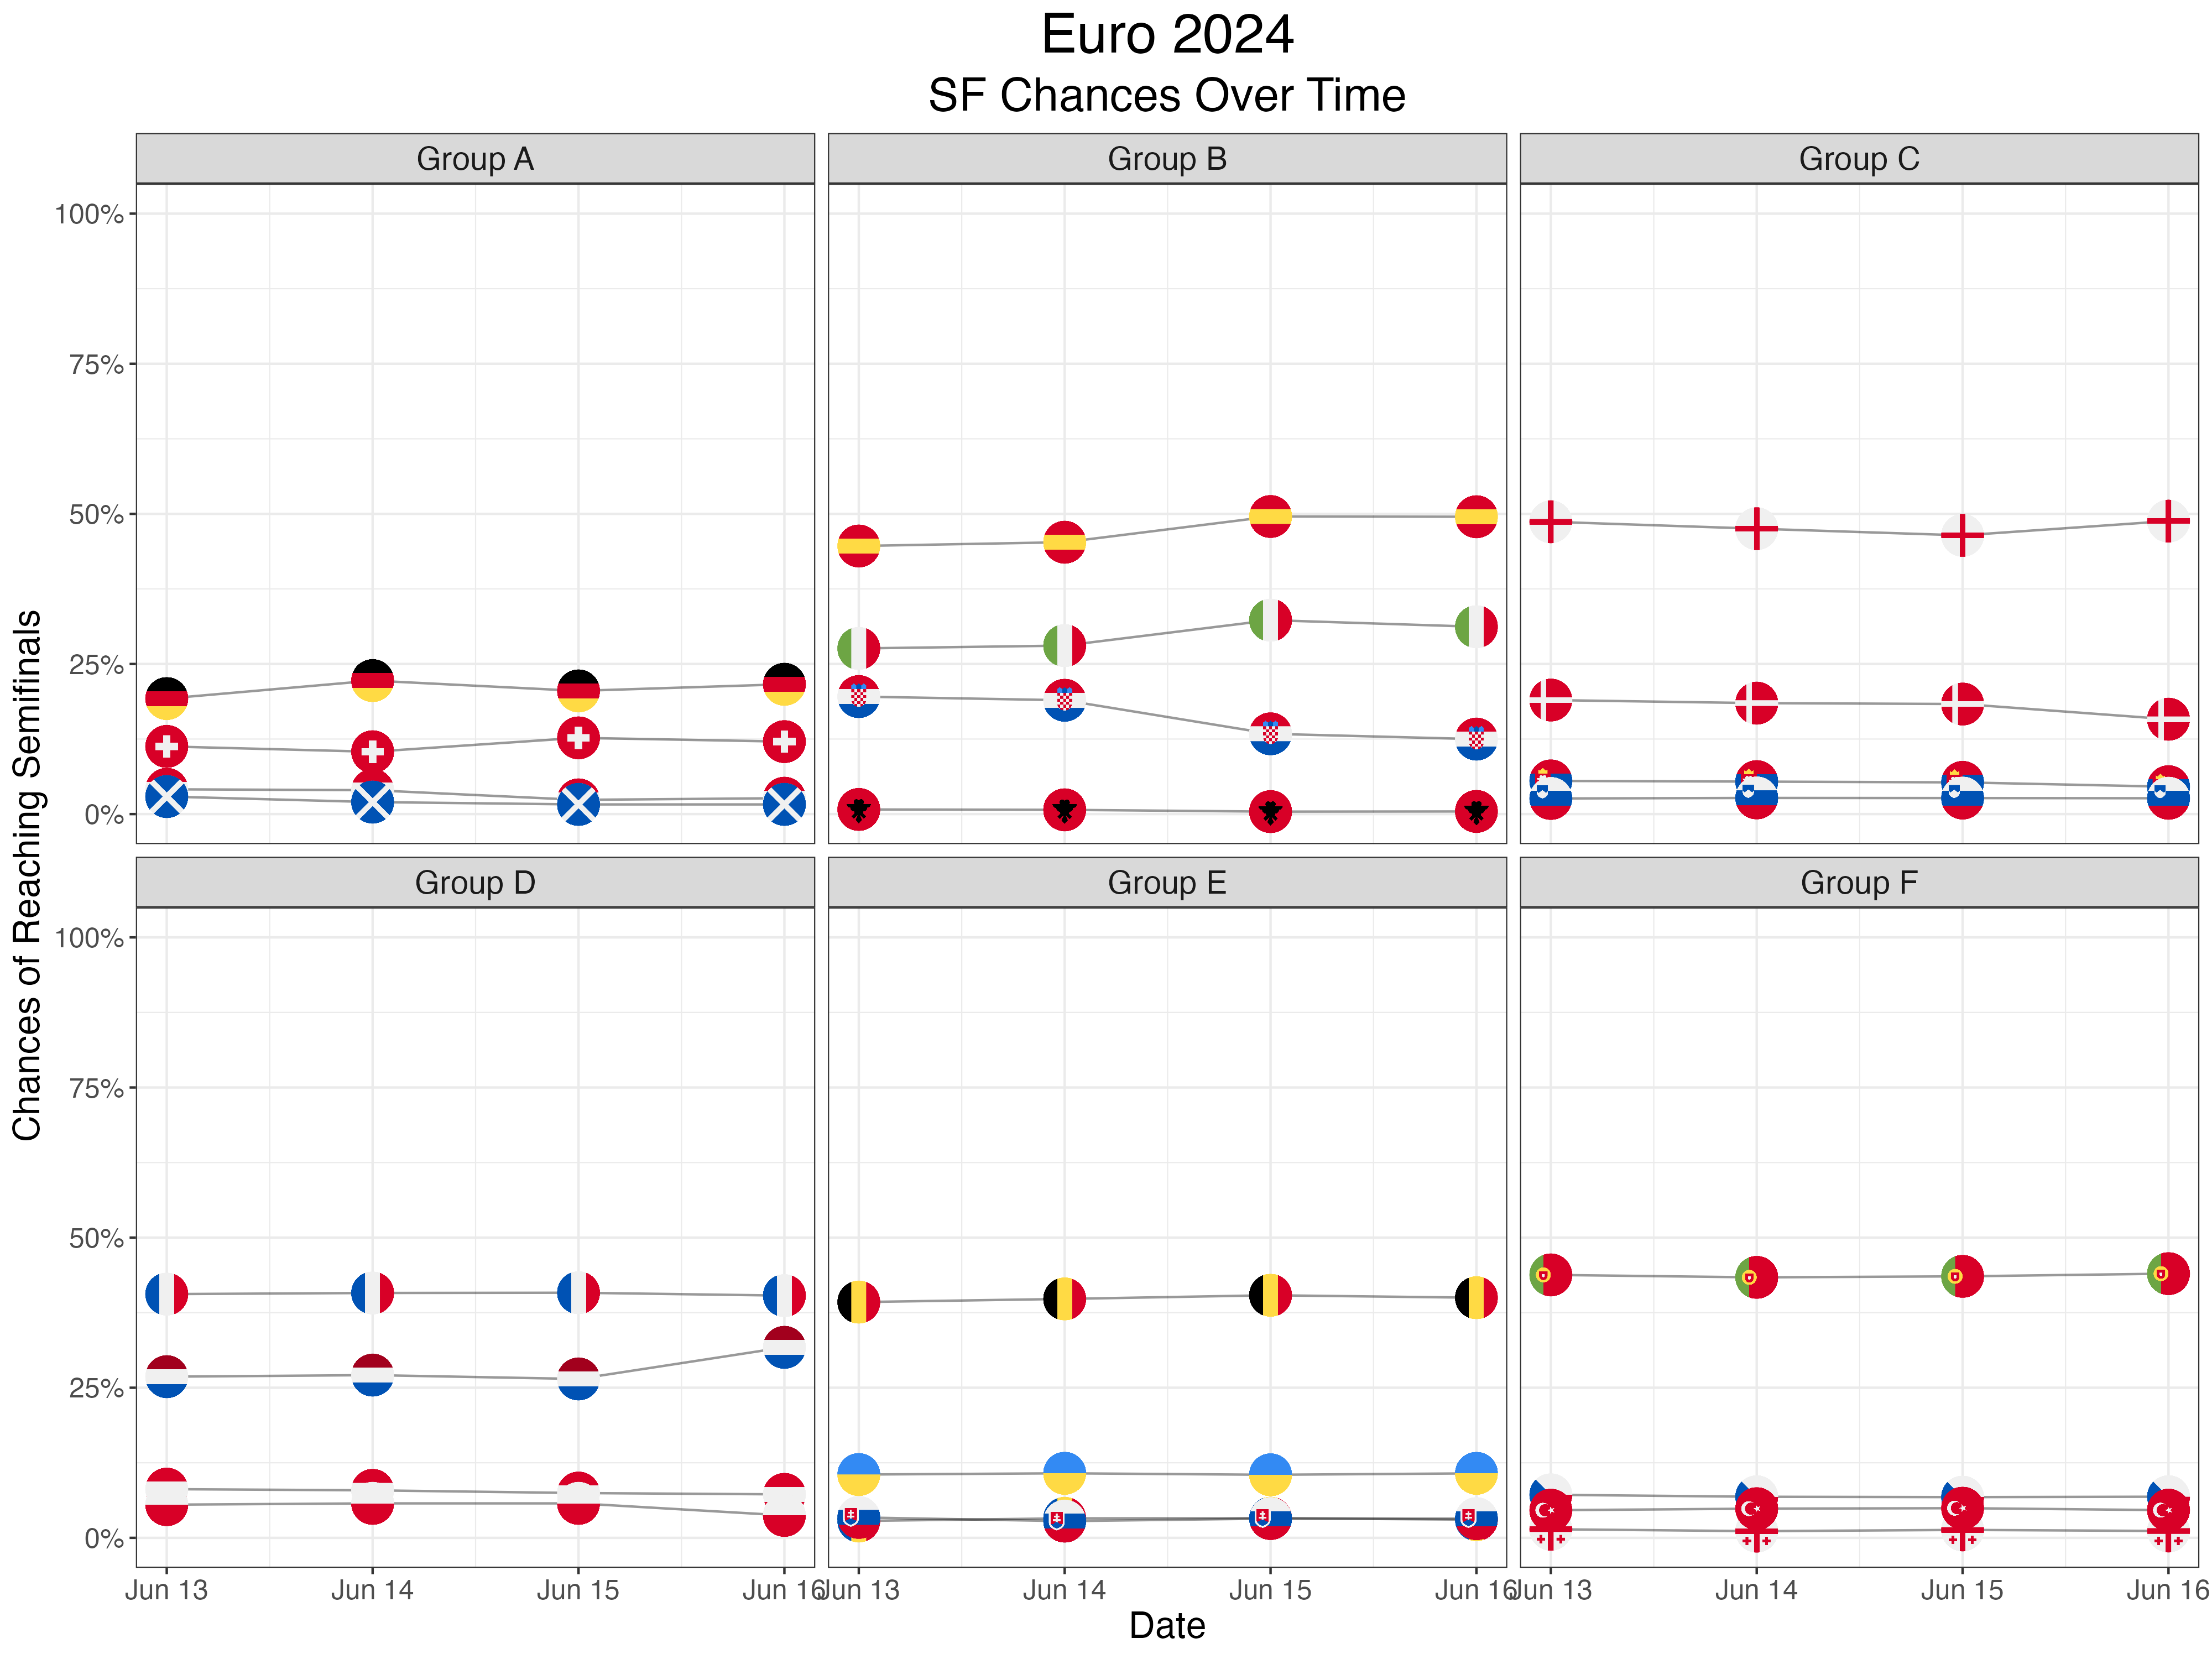 Euro 2024
SF Chances Over Time
Group A
Group B
Group C
100%
75%
50%
25%
0%
Group D
Group E
Group F
100%
75%
50%
25%
0%
Jun 13
Jun 14
Jun 15
Jun 16
Jun 13
Jun 14
Jun 15
Jun 16
Jun 13
Jun 14
Jun 15
Jun 16
Date
Chances of Reaching Semifinals